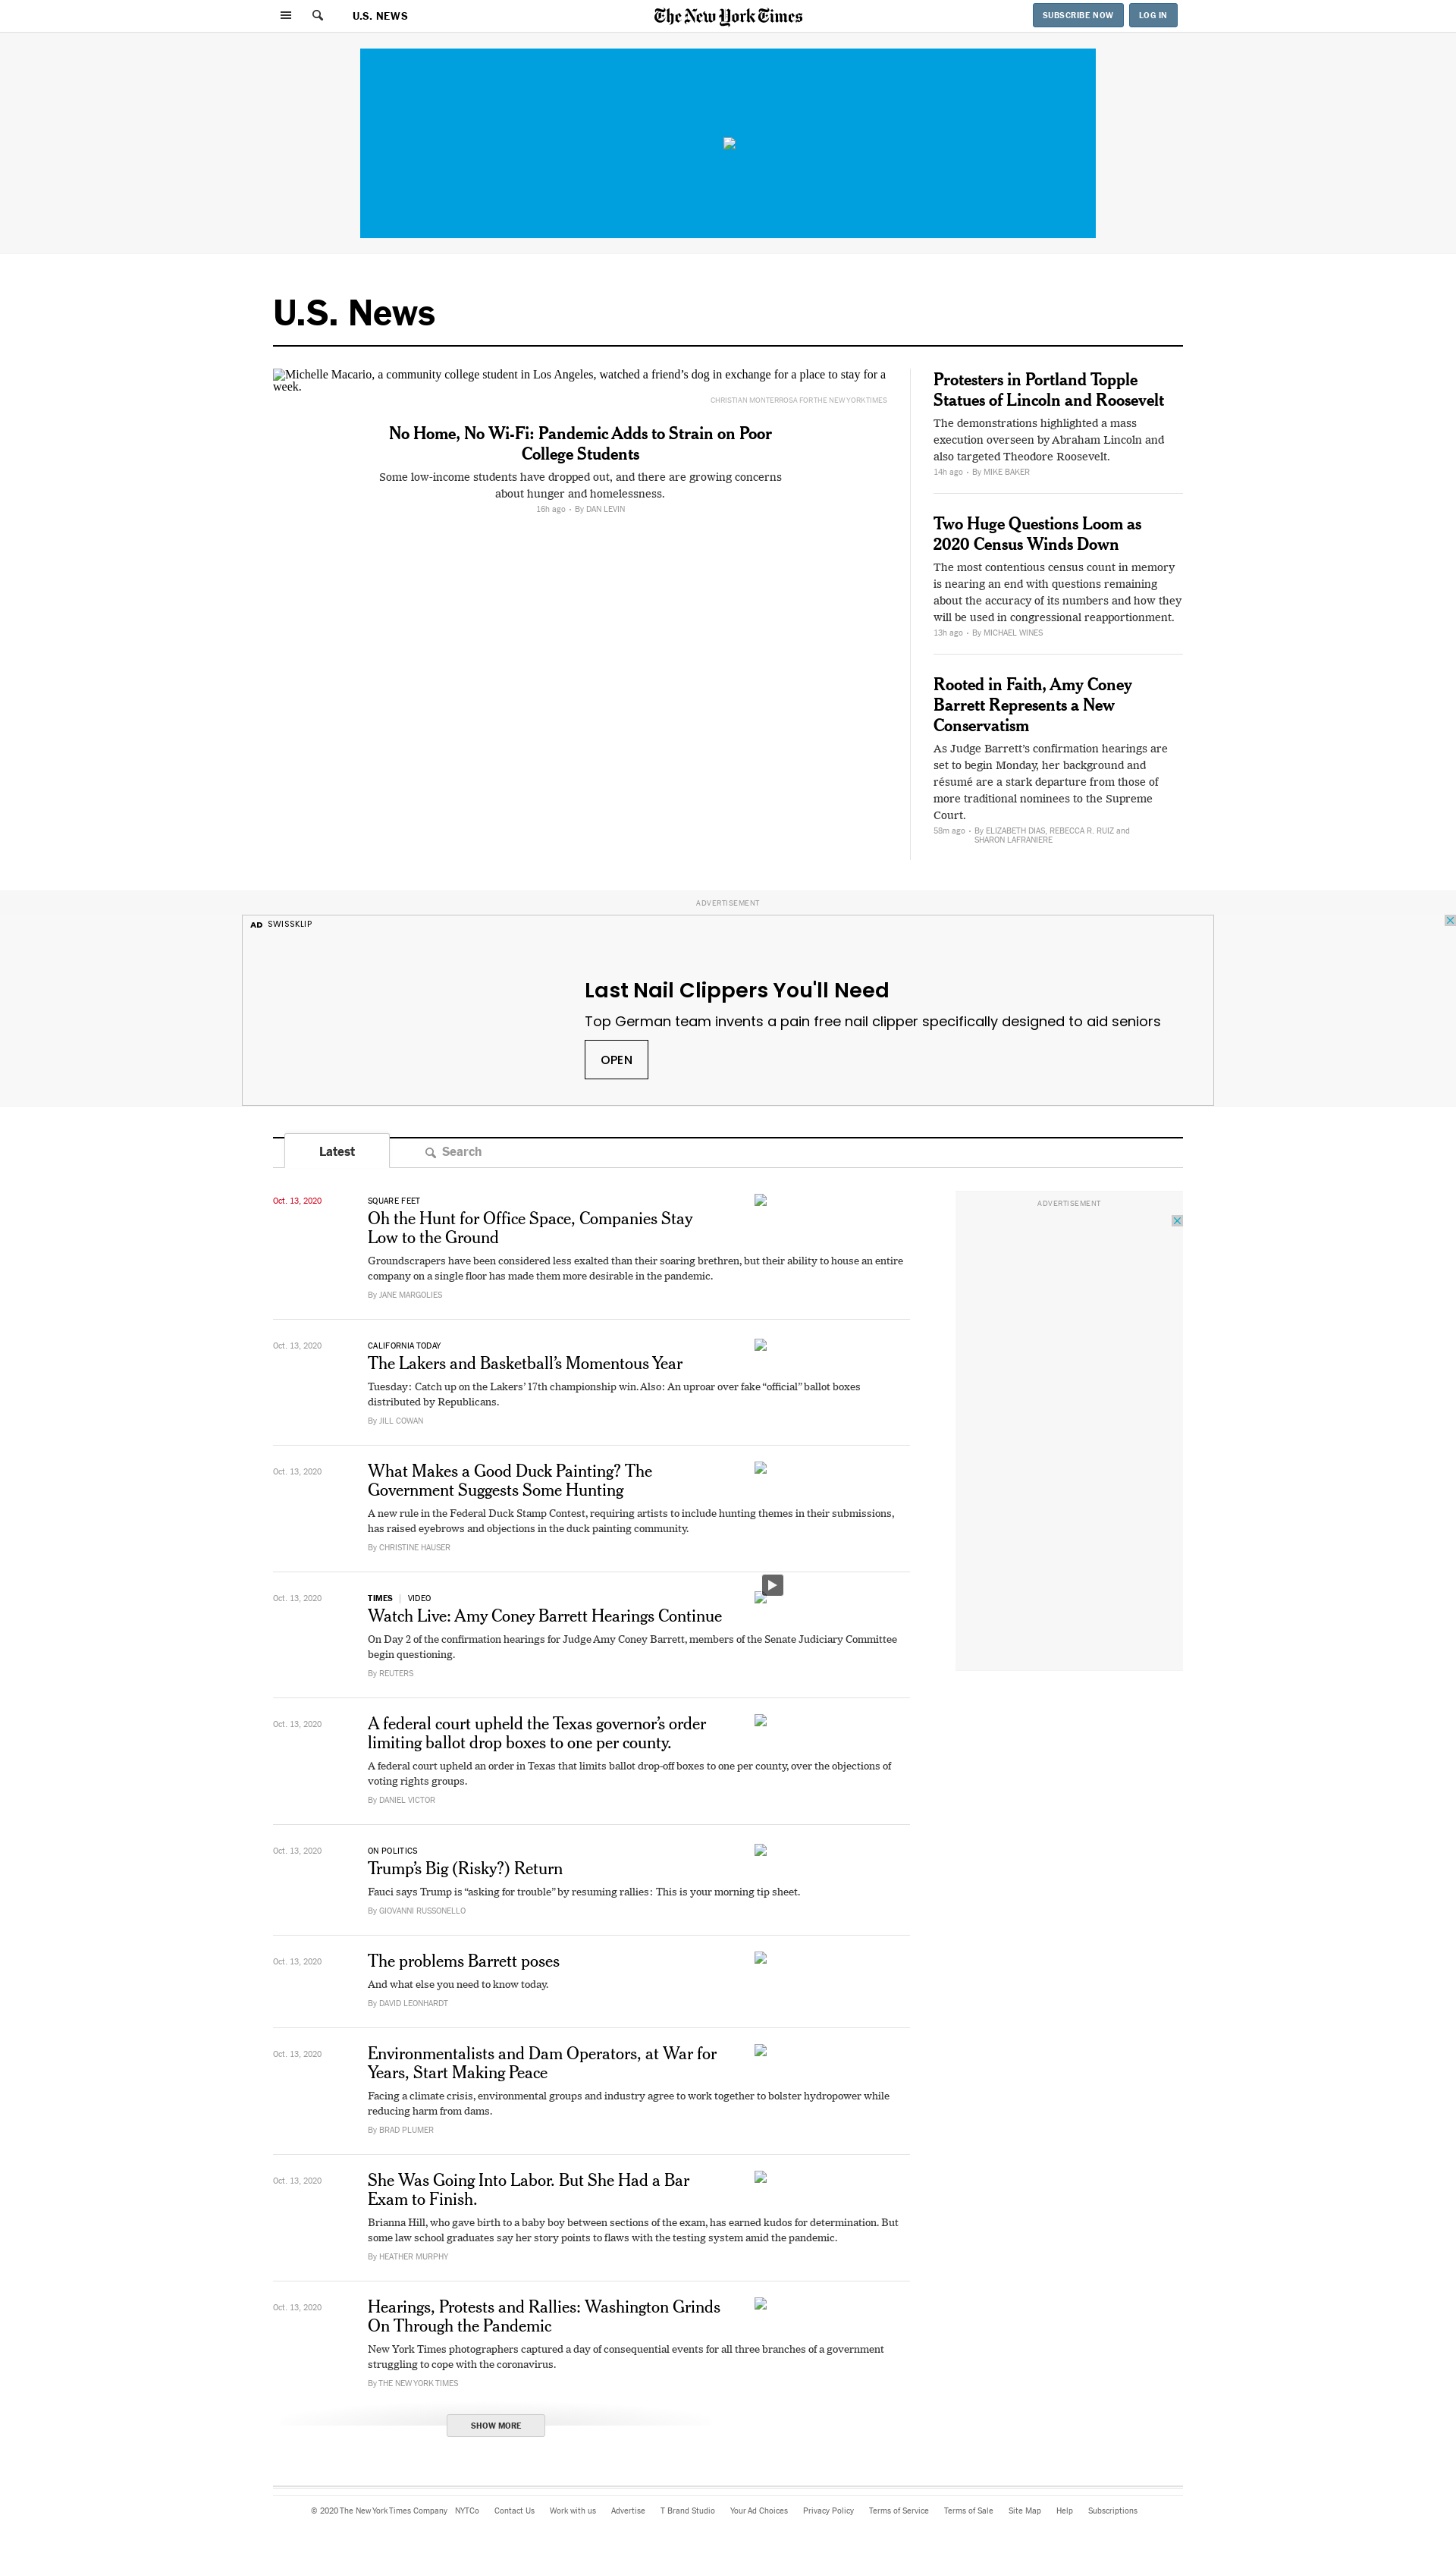 U.S. NEWS
The New York Times
SUBSCRIBE NOW
LOG IN
U.S. News
Michelle Macario, a community college student in Los Angeles, watched a friend’s dog in exchange for a place to stay for a
week.
CHRISTIAN MONTERROSA FOR THE NEW YORK TIMES
No Home, No Wi-Fi: Pandemic Adds to Strain on Poor
College Students
Some low-income students have dropped out, and there are growing concerns
about hunger and homelessness.
16h ago • By DAN LEVIN
Protesters in Portland Topple
Statues of Lincoln and Roosevelt
The demonstrations highlighted a mass
execution overseen by Abraham Lincoln and
also targeted Theodore Roosevelt.
14h ago • By MIKE BAKER
Two Huge Questions Loom as
2020 Census Winds Down
The most contentious census count in memory
is nearing an end with questions remaining
about the accuracy of its numbers and how they
will be used in congressional reapportionment.
13h ago • By MICHAEL WINES
Rooted in Faith, Amy Coney
Barrett Represents a New
Conservatism
As Judge Barrett’s confirmation hearings are
set to begin Monday, her background and
résumé are a stark departure from those of
more traditional nominees to the Supreme
Court.
58m ago • By ELIZABETH DIAS, REBECCA R. RUIZ and
SHARON LAFRANIERE
ADVERTISEMENT
AD SWISSKLIP
Last Nail Clippers You'll Need
Top German team invents a pain free nail clipper specifically designed to aid seniors
OPEN
Latest
Search
Oct. 13, 2020
SQUARE FEET
Oh the Hunt for Office Space, Companies Stay
Low to the Ground
Groundscrapers have been considered less exalted than their soaring brethren, but their ability to house an entire
company on a single floor has made them more desirable in the pandemic.
By JANE MARGOLIES
ADVERTISEMENT
Oct. 13, 2020
CALIFORNIA TODAY
The Lakers and Basketball’s Momentous Year
Tuesday: Catch up on the Lakers’ 17th championship win. Also: An uproar over fake “official” ballot boxes
distributed by Republicans.
By JILL COWAN
Oct. 13, 2020
What Makes a Good Duck Painting? The
Government Suggests Some Hunting
A new rule in the Federal Duck Stamp Contest, requiring artists to include hunting themes in their submissions,
has raised eyebrows and objections in the duck painting community.
By CHRISTINE HAUSER
Oct. 13, 2020
TIMES | VIDEO
Watch Live: Amy Coney Barrett Hearings Continue
On Day 2 of the confirmation hearings for Judge Amy Coney Barrett, members of the Senate Judiciary Committee
begin questioning.
By REUTERS
Oct. 13, 2020
A federal court upheld the Texas governor’s order
limiting ballot drop boxes to one per county.
A federal court upheld an order in Texas that limits ballot drop-off boxes to one per county, over the objections of
voting rights groups.
By DANIEL VICTOR
Oct. 13, 2020
ON POLITICS
Trump’s Big (Risky?) Return
Fauci says Trump is “asking for trouble” by resuming rallies: This is your morning tip sheet.
By GIOVANNI RUSSONELLO
Oct. 13, 2020
The problems Barrett poses
And what else you need to know today.
By DAVID LEONHARDT
Oct. 13, 2020
Environmentalists and Dam Operators, at War for
Years, Start Making Peace
Facing a climate crisis, environmental groups and industry agree to work together to bolster hydropower while
reducing harm from dams.
By BRAD PLUMER
Oct. 13, 2020
She Was Going Into Labor. But She Had a Bar
Exam to Finish.
Brianna Hill, who gave birth to a baby boy between sections of the exam, has earned kudos for determination. But
some law school graduates say her story points to flaws with the testing system amid the pandemic.
By HEATHER MURPHY
Oct. 13, 2020
Hearings, Protests and Rallies: Washington Grinds
On Through the Pandemic
New York Times photographers captured a day of consequential events for all three branches of a government
struggling to cope with the coronavirus.
By THE NEW YORK TIMES
SHOW MORE
© 2020 The New York Times Company NYTCo Contact Us Work with us Advertise T Brand Studio Your Ad Choices Privacy Policy Terms of Service Terms of Sale Site Map Help Subscriptions